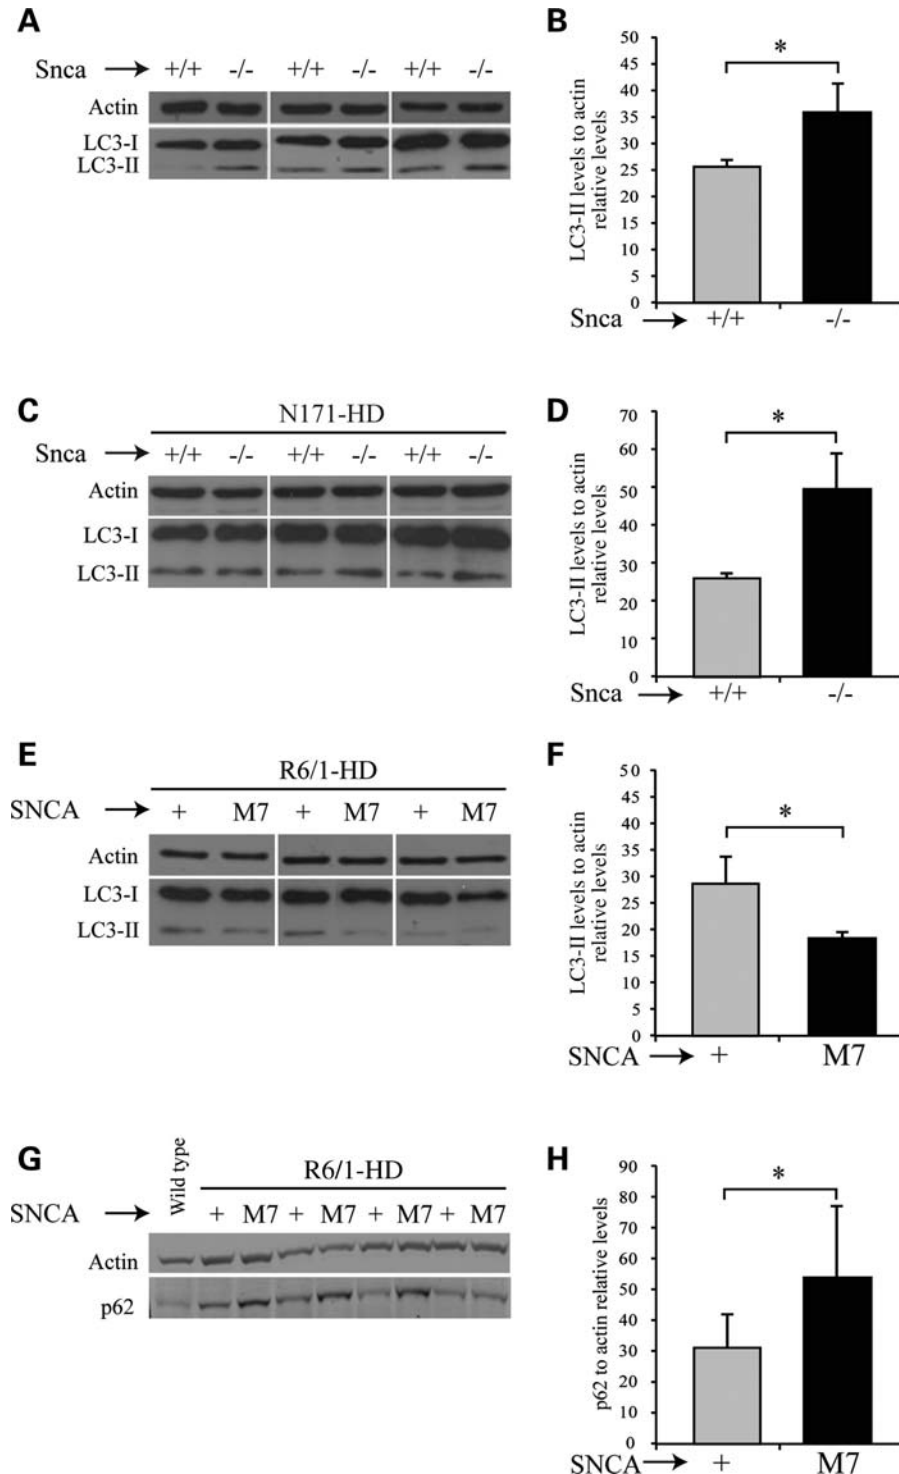 A
Snca → +/+ -/- +/+ -/- +/+ -/-
Actin
LC3-I
LC3-II
B
LC3-II levels to actin
relative levels
50
45
40
35
30
25
20
15
10
5
0
*
Snca → +/+ -/-
C
N171-HD
Snca → +/+ -/- +/+ -/- +/+ -/-
Actin
LC3-I
LC3-II
D
LC3-II levels to actin
relative levels
70
60
50
40
30
20
10
0
*
Snca → +/+ -/-
E
R6/1-HD
SNCA → + M7 + M7 + M7
Actin
LC3-I
LC3-II
F
LC3-II levels to actin
relative levels
50
45
40
35
30
25
20
15
10
5
0
*
SNCA → + M7
G
Wild type
R6/1-HD
SNCA → + M7 + M7 + M7 + M7
Actin
p62
H
p62 to actin relative levels
90
80
70
60
50
40
30
20
10
0
*
SNCA → + M7